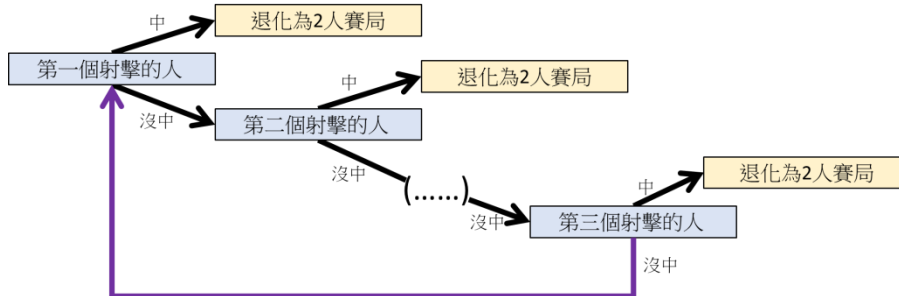 中
退化為2人賽局
第一個射擊的人
沒中
中
退化為2人賽局
第二個射擊的人
沒中
(……)
中
退化為2人賽局
沒中
第三個射擊的人
沒中